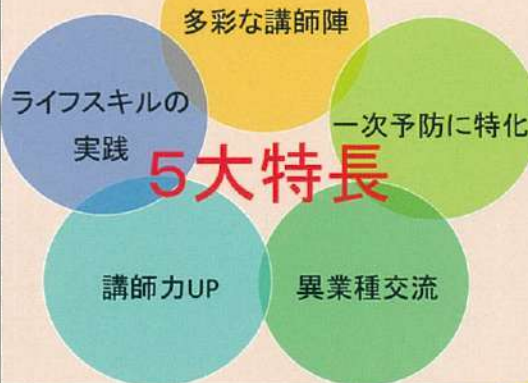 多彩な講師陣
ライフスキルの
実践
一次予防に特化
5大特長
講師力UP
異業種交流